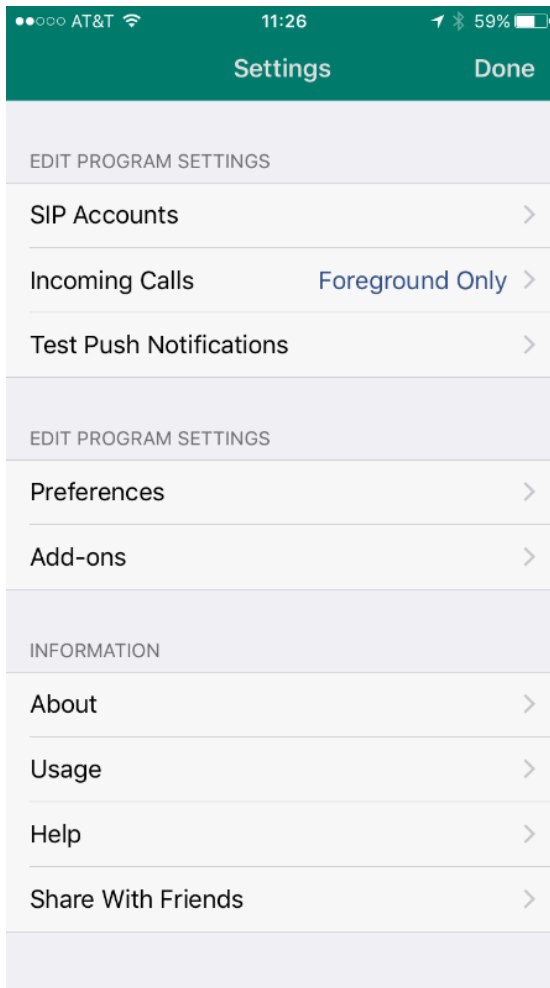 AT&T 11:26 59%
Settings Done
EDIT PROGRAM SETTINGS
SIP Accounts
Incoming Calls Foreground Only
Test Push Notifications
EDIT PROGRAM SETTINGS
Preferences
Add-ons
INFORMATION
About
Usage
Help
Share With Friends